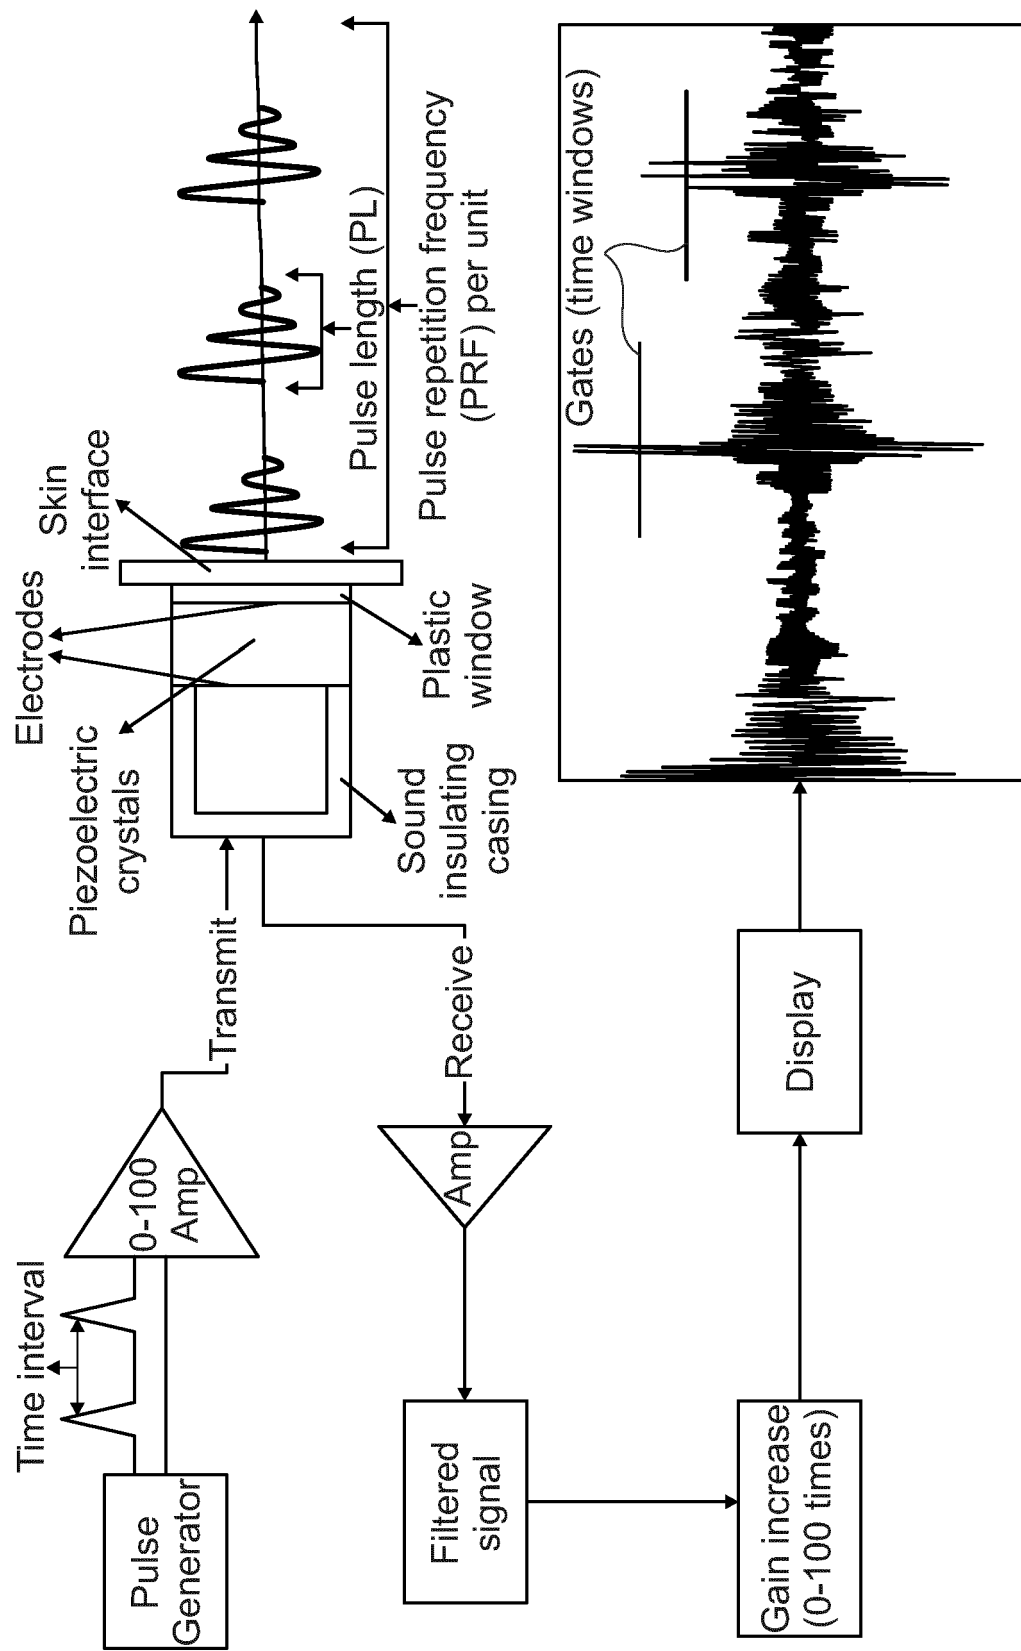 Time interval
Pulse
Generator
0-100
Amp
Transmit
Piezoelectric
crystals
Electrodes
Skin
interface
Sound
insulating
casing
Plastic
window
Pulse length (PL)
Pulse repetition frequency
(PRF) per unit
Receive
Amp
Filtered
signal
Gain increase
(0-100 times)
Display
Gates (time windows)